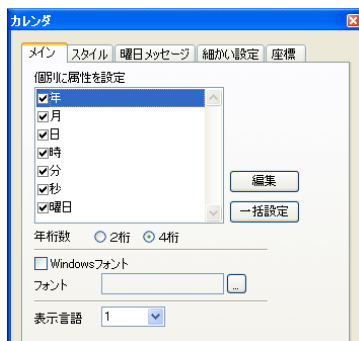 カレンダ
メイン スタイル 曜日メッセージ 細かい設定 座標
個別に属性を設定
年
月
日
時
分
秒
曜日
編集
一括設定
年桁数 2桁 4桁
Windowsフォント
フォント ...
表示言語 1